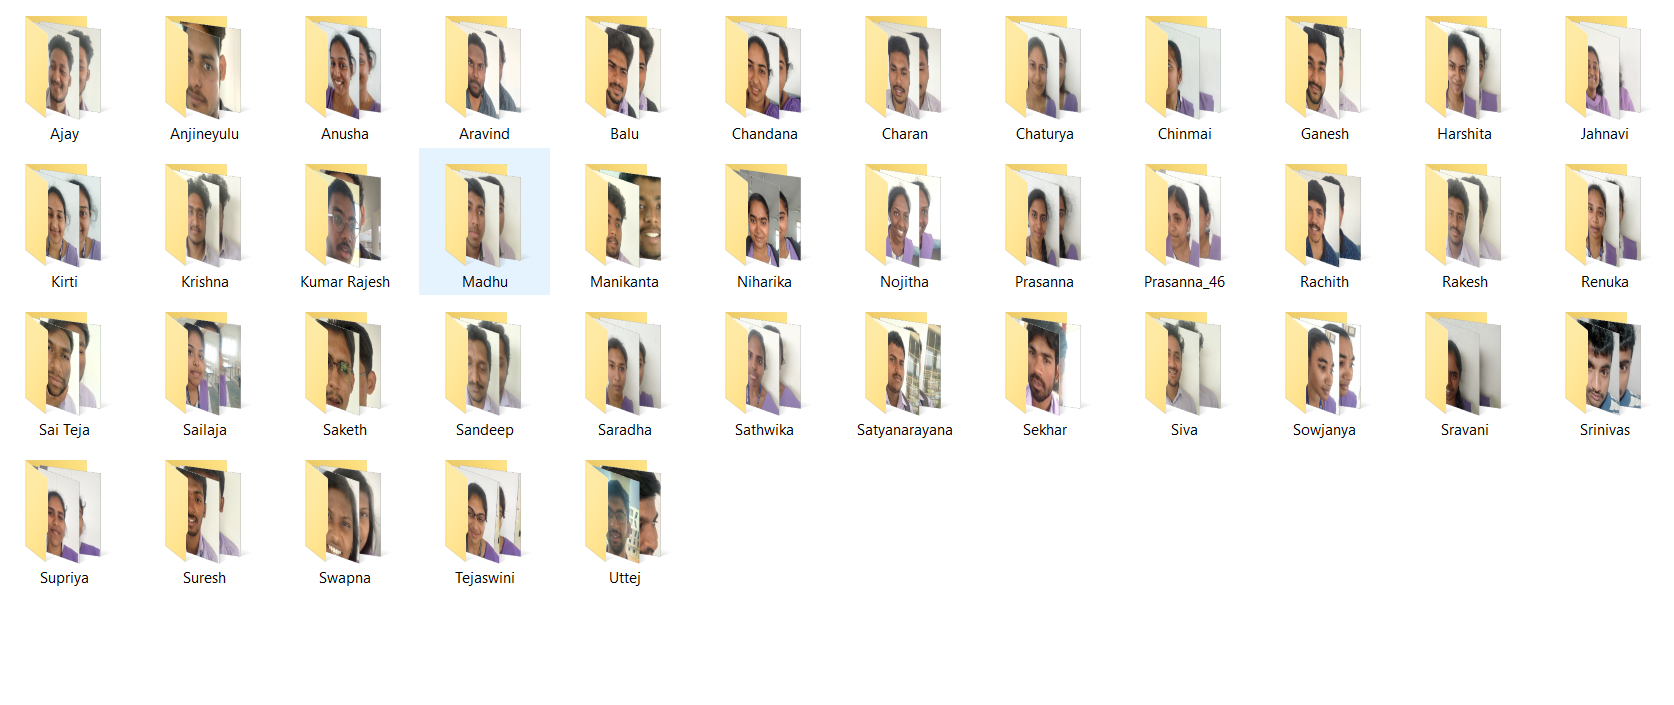 Ajay Anjineyulu Anusha Aravind Balu Chandana Charan Chaturya Chinmai Ganesh Harshita Jahnavi
Kirti Krishna Kumar Rajesh Madhu Manikanta Niharika Nojitha Prasanna Prasanna_46 Rachith Rakesh Renuka
Sai Teja Sailaja Saketh Sandeep Saradha Sathwika Satyanarayana Sekhar Siva Sowjanya Sravani Srinivas
Supriya Suresh Swapna Tejaswini Uttej